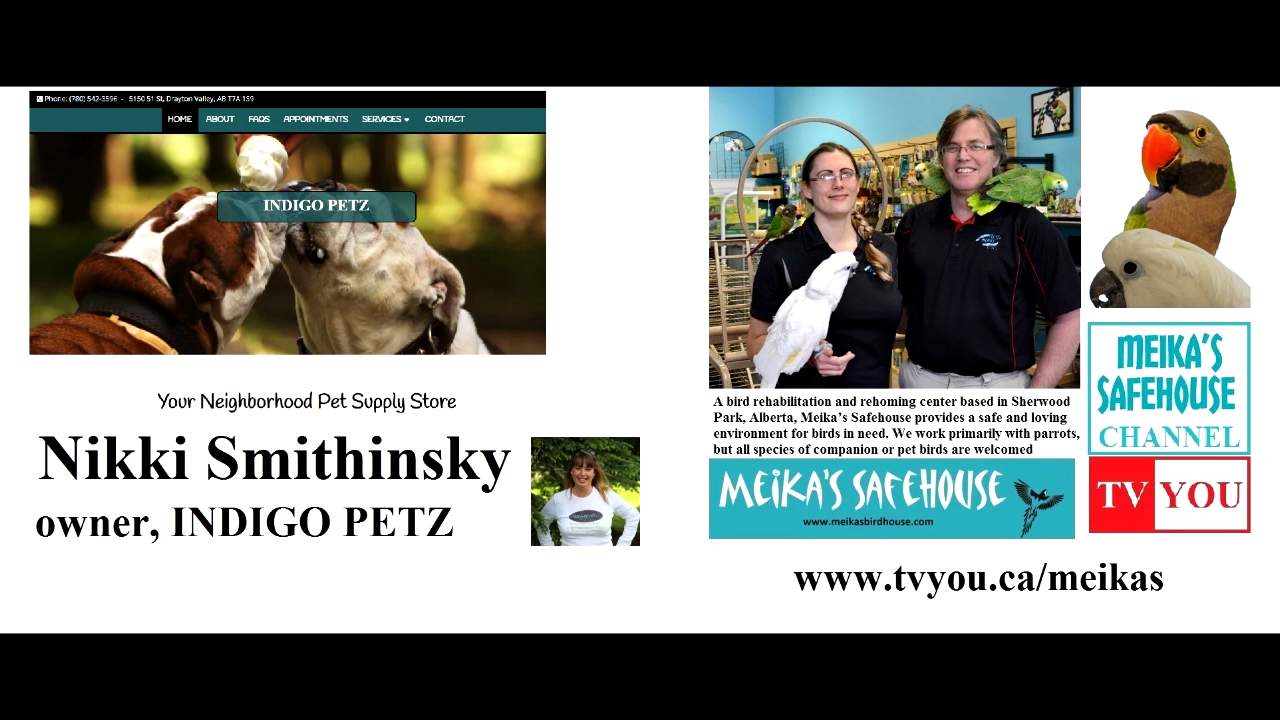 Phone: (780) 542-3596 - 5150 51 St, Drayton Valley, AB T7A 1S9
HOME ABOUT FAQS APPOINTMENTS SERVICES CONTACT
INDIGO PETZ
Your Neighborhood Pet Supply Store
Nikki Smithinsky
owner, INDIGO PETZ
A bird rehabilitation and rehoming center based in Sherwood
Park, Alberta, Meika's Safehouse provides a safe and loving
environment for birds in need. We work primarily with parrots,
but all species of companion or pet birds are welcomed
MEIKA'S SAFEHOUSE
www.meikasbirdhouse.com
MEIKA'S
SAFEHOUSE
CHANNEL
TV YOU
www.tvyou.ca/meikas